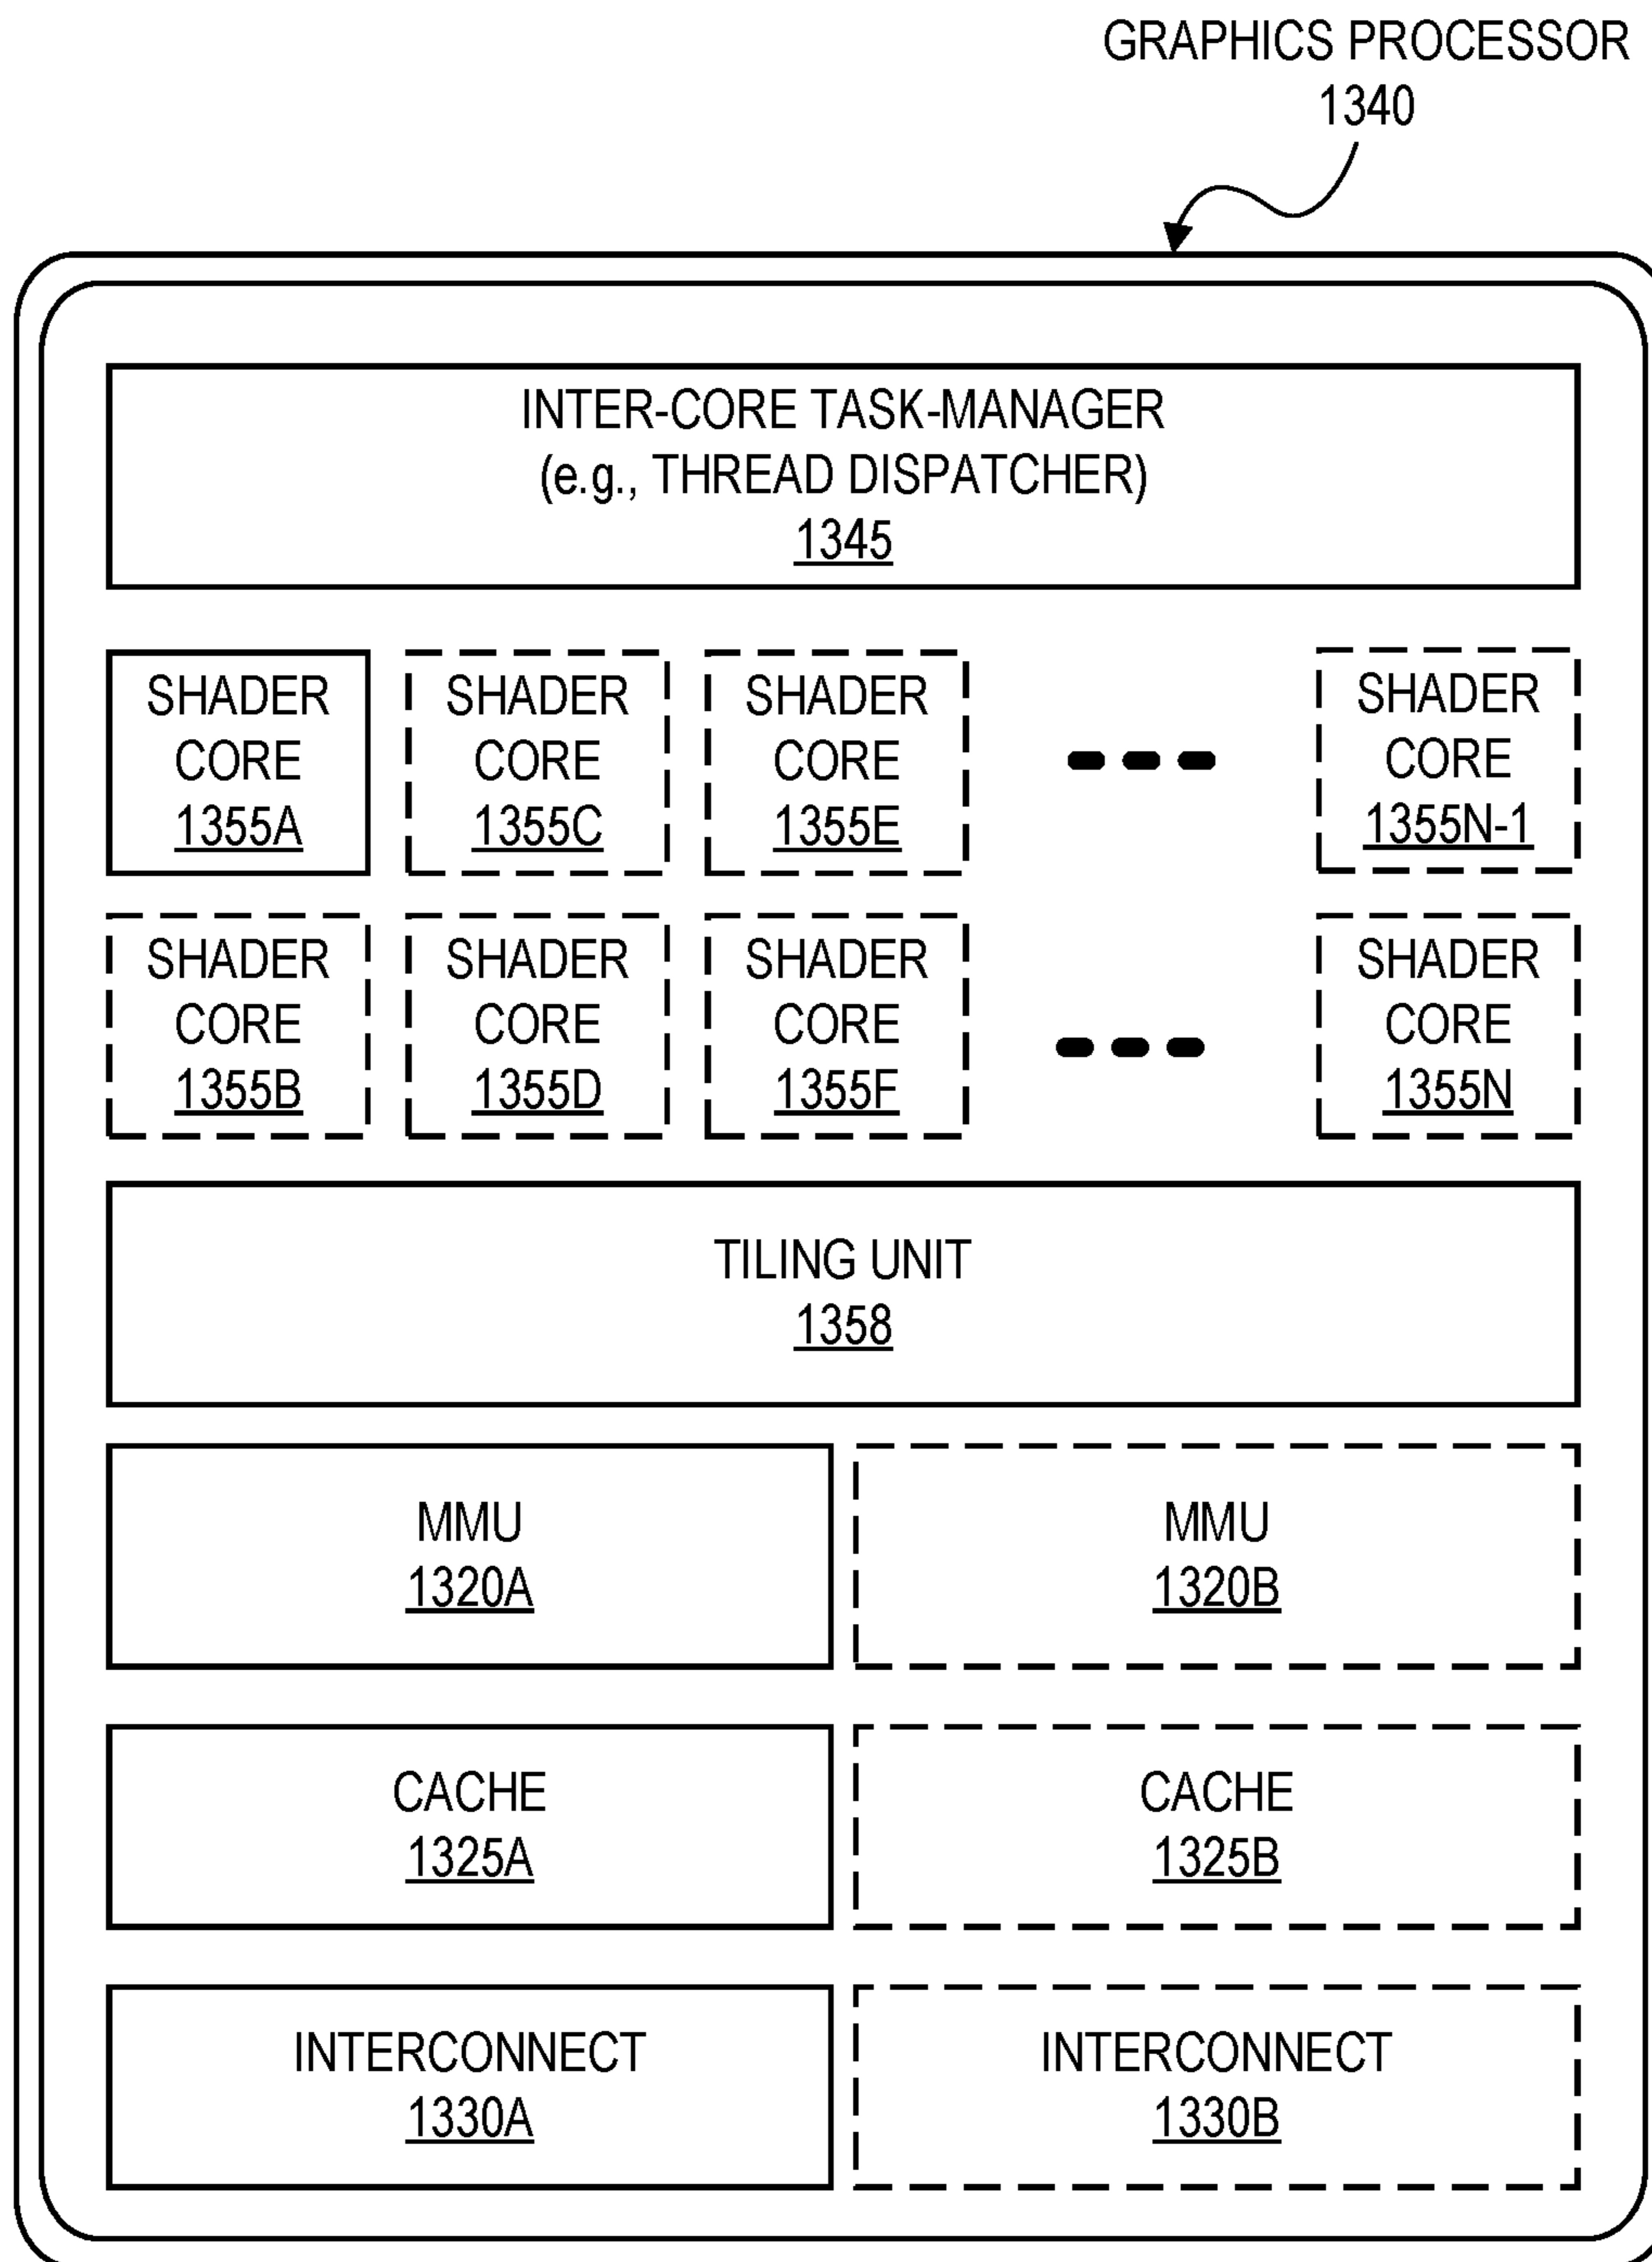 GRAPHICS PROCESSOR
1340
INTER-CORE TASK-MANAGER
(e.g., THREAD DISPATCHER)
1345
SHADER
CORE
1355A
SHADER
CORE
1355C
SHADER
CORE
1355E
SHADER
CORE
1355N-1
SHADER
CORE
1355B
SHADER
CORE
1355D
SHADER
CORE
1355F
SHADER
CORE
1355N
TILING UNIT
1358
MMU
1320A
MMU
1320B
CACHE
1325A
CACHE
1325B
INTERCONNECT
1330A
INTERCONNECT
1330B